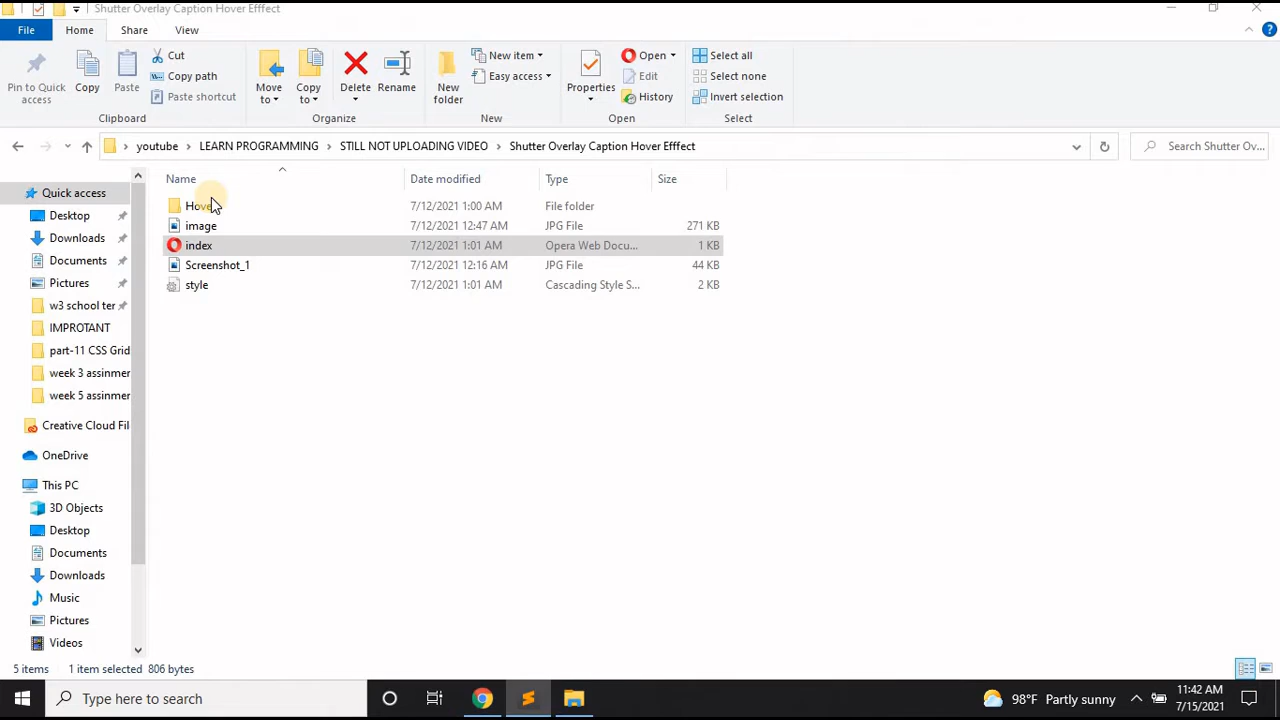 Shutter Overlay Caption Hover Efffect
File Home Share View
Pin to Quick access
Copy
Paste
Cut
Copy path
Paste shortcut
Clipboard
Move to
Copy to
Delete
Rename
Organize
New folder
New item
Easy access
New
Properties
Open
Edit
History
Open
Select all
Select none
Invert selection
Select
youtube › LEARN PROGRAMMING › STILL NOT UPLOADING VIDEO › Shutter Overlay Caption Hover Efffect
Search Shutter Ov...
Name Date modified Type Size
Hove 7/12/2021 1:00 AM File folder
image 7/12/2021 12:47 AM JPG File 271 KB
index 7/12/2021 1:01 AM Opera Web Docu... 1 KB
Screenshot_1 7/12/2021 12:16 AM JPG File 44 KB
style 7/12/2021 1:01 AM Cascading Style S... 2 KB
Quick access
Desktop
Downloads
Documents
Pictures
w3 school ter
IMPROTANT
part-11 CSS Grid
week 3 assinmer
week 5 assinmer
Creative Cloud Fil
OneDrive
This PC
3D Objects
Desktop
Documents
Downloads
Music
Pictures
Videos
5 items 1 item selected 806 bytes
Type here to search
98°F Partly sunny
11:42 AM
7/15/2021